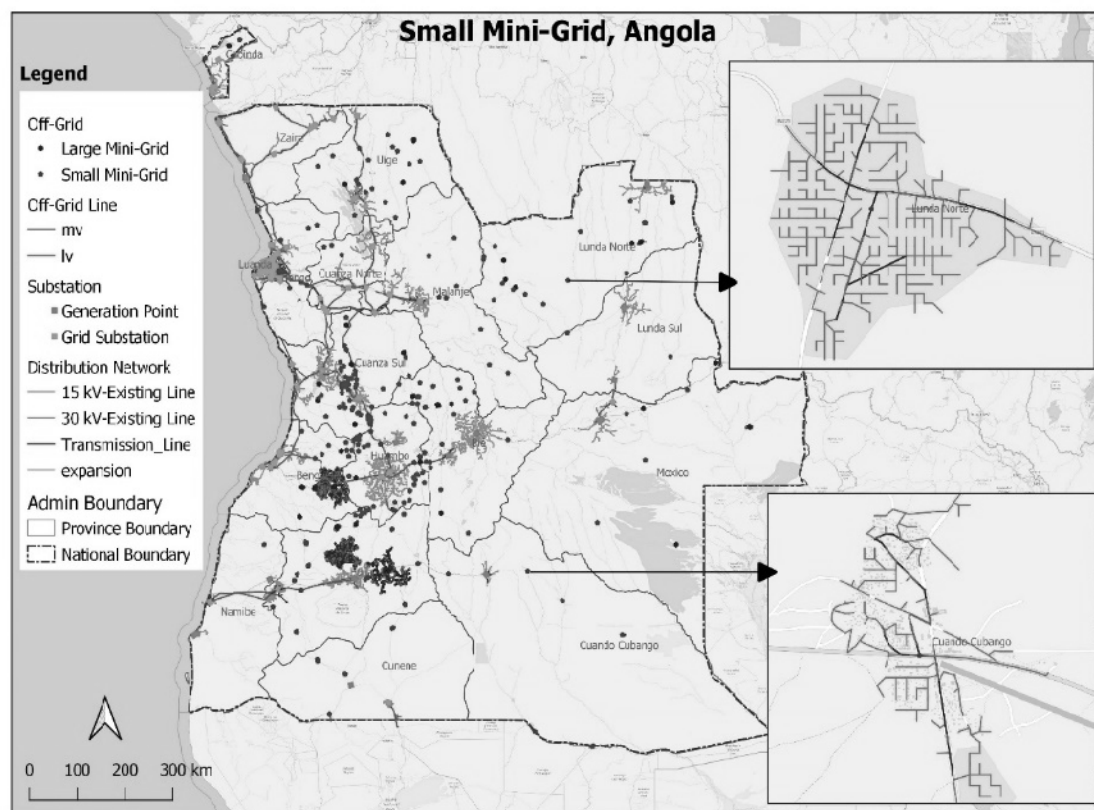 Small Mini-Grid, Angola
Legend
Cff-Grid
Large Mini-Grid
Small Mini-Grid
Cff-Grid Line
mv
lv
Substation
Generation Point
Grid Substation
Distribution Network
15 kV-Existing Line
30 kV-Existing Line
Transmission_Line
expansion
Admin Boundary
Province Boundary
National Boundary
0 100 200 300 km
Cabinda
Zaire
Uige
Luanda
Cuanza Norte
Malanje
Lunda Norte
Lunda Sul
Cuanza Sul
Huambo
Moxico
Namibe
Cunene
Cuando Cubango
Lunda Norte
Cuando Cubango